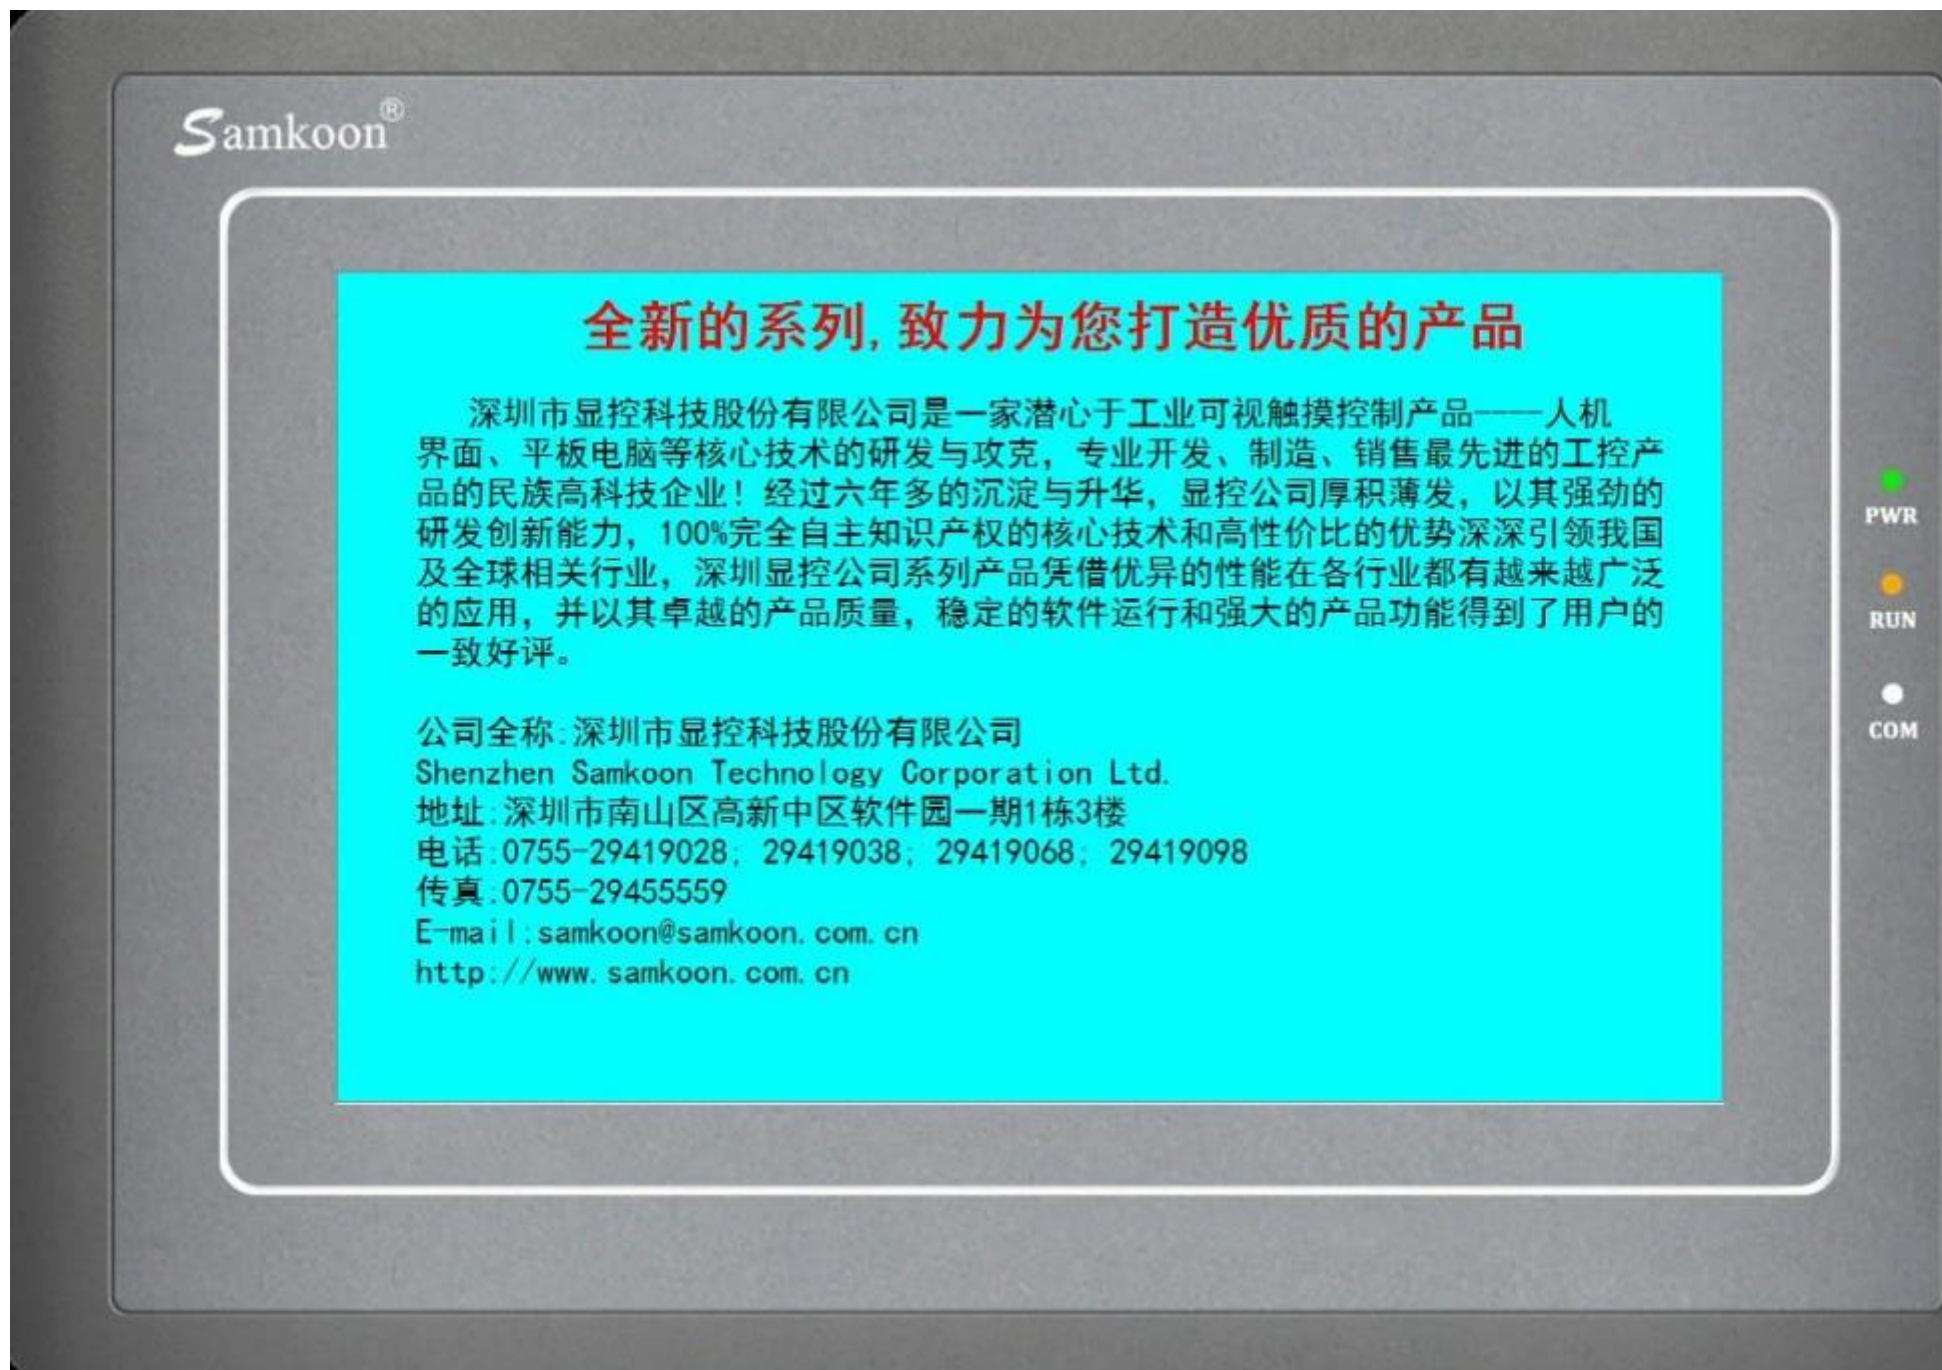 Samkoon®
全新的系列,致力为您打造优质的产品
深圳市显控科技股份有限公司是一家潜心于工业可视触摸控制产品----人机
界面、平板电脑等核心技术的研发与攻克，专业开发、制造、销售最先进的工控产
品的民族高科技企业！经过六年多的沉淀与升华，显控公司厚积薄发，以其强劲的
研发创新能力，100%完全自主知识产权的核心技术和高性价比的优势深深引领我国
及全球相关行业，深圳显控公司系列产品凭借优异的性能在各行业都有越来越广泛
的应用，并以其卓越的产品质量，稳定的软件运行和强大的产品功能得到了用户的
一致好评。
公司全称:深圳市显控科技股份有限公司
Shenzhen Samkoon Technology Corporation Ltd.
地址:深圳市南山区高新中区软件园一期1栋3楼
电话:0755-29419028; 29419038; 29419068; 29419098
传真:0755-29455559
E-mail:samkoon@samkoon.com.cn
http://www.samkoon.com.cn
PWR
RUN
COM